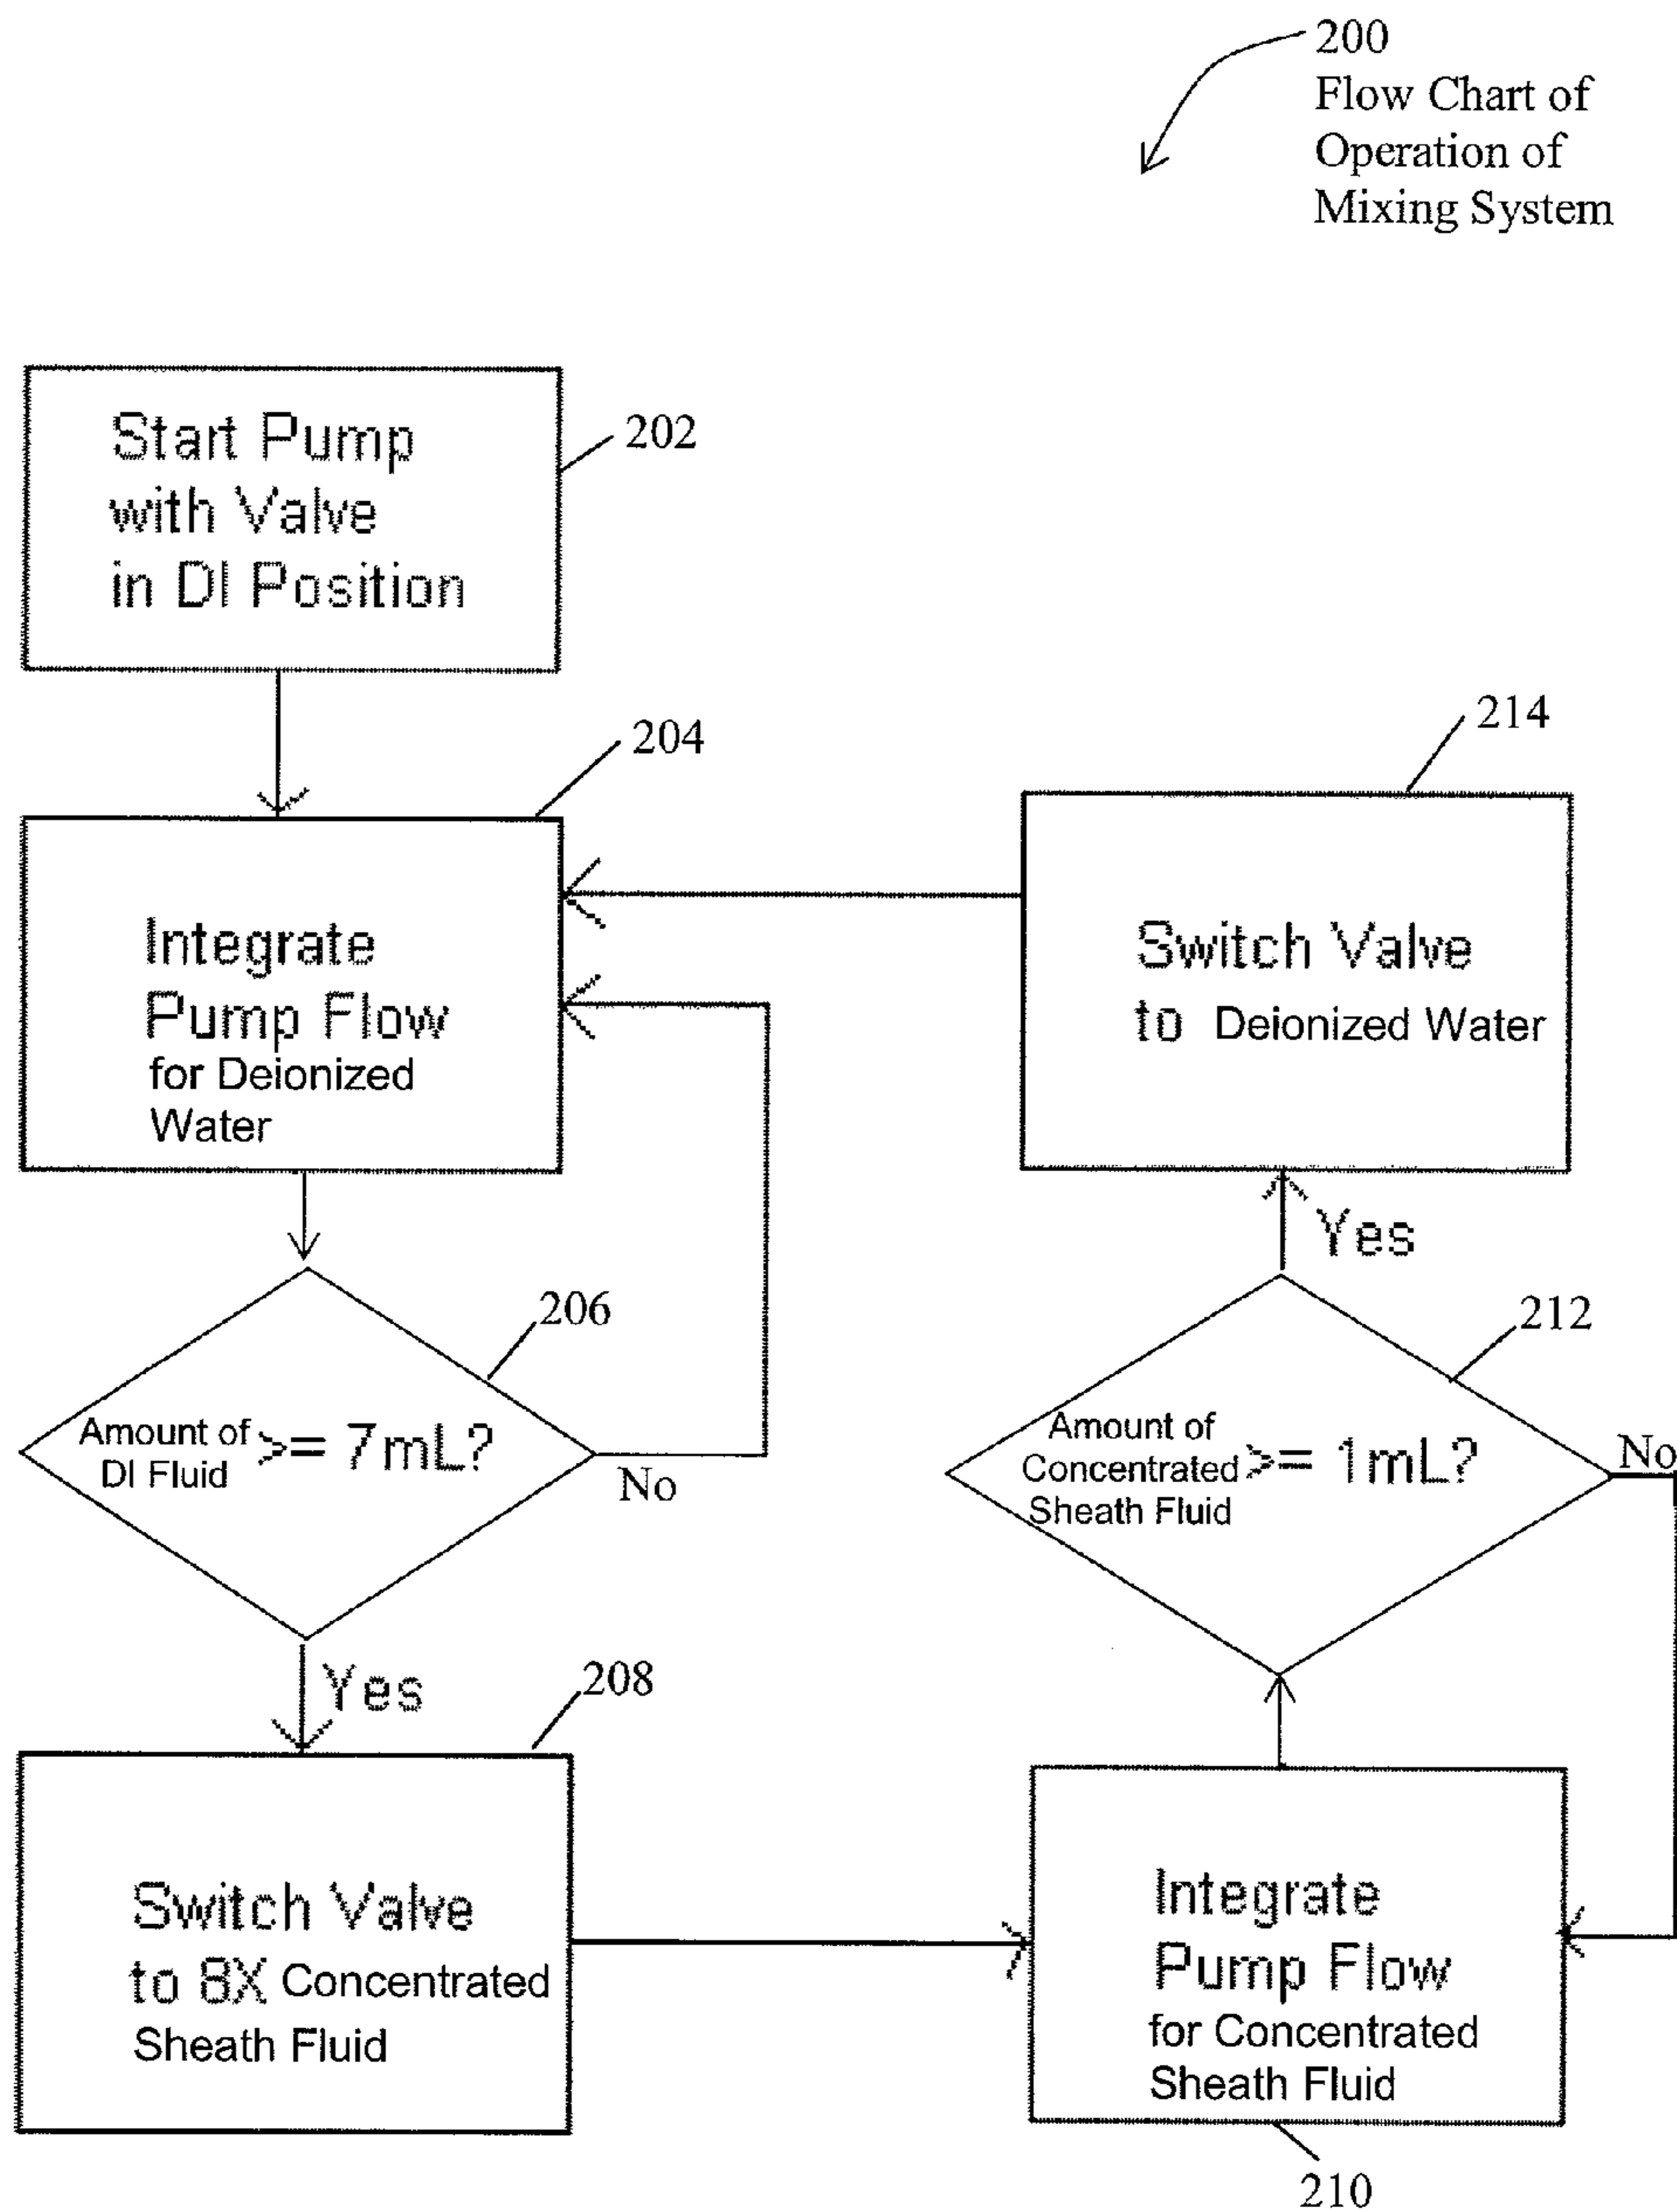 200
Flow Chart of
Operation of
Mixing System
Start Pump
with Valve
in DI Position
202
204
Integrate
Pump Flow
for Deionized
Water
214
Switch Valve
to Deionized Water
206
Amount of
DI Fluid >= 7mL?
No
Yes
208
Switch Valve
to 8X Concentrated
Sheath Fluid
Yes
212
Amount of
Concentrated >= 1mL?
Sheath Fluid
No
Integrate
Pump Flow
for Concentrated
Sheath Fluid
210